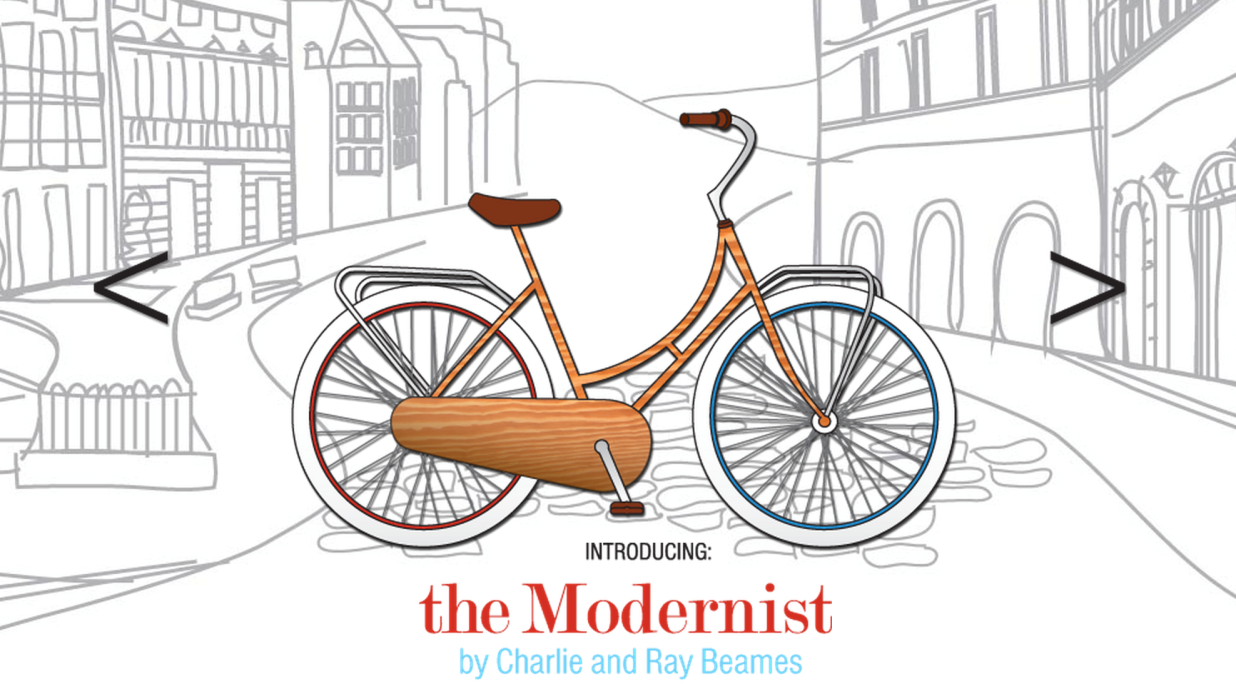 < >
INTRODUCING:
the Modernist
by Charlie and Ray Beames